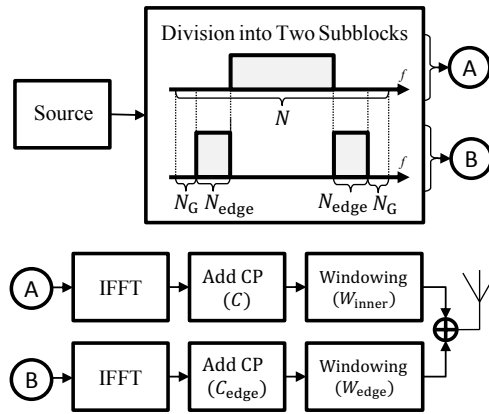 Division into Two Subblocks
Source
f
N
A
f
B
N_G N_edge N_edge N_G
A
IFFT
Add CP
(C)
Windowing
(W_inner)
B
IFFT
Add CP
(C_edge)
Windowing
(W_edge)